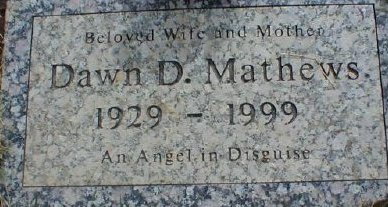 Beloved Wife and Mother
Dawn D. Mathews
1929 - 1999
An Angel in Disguise